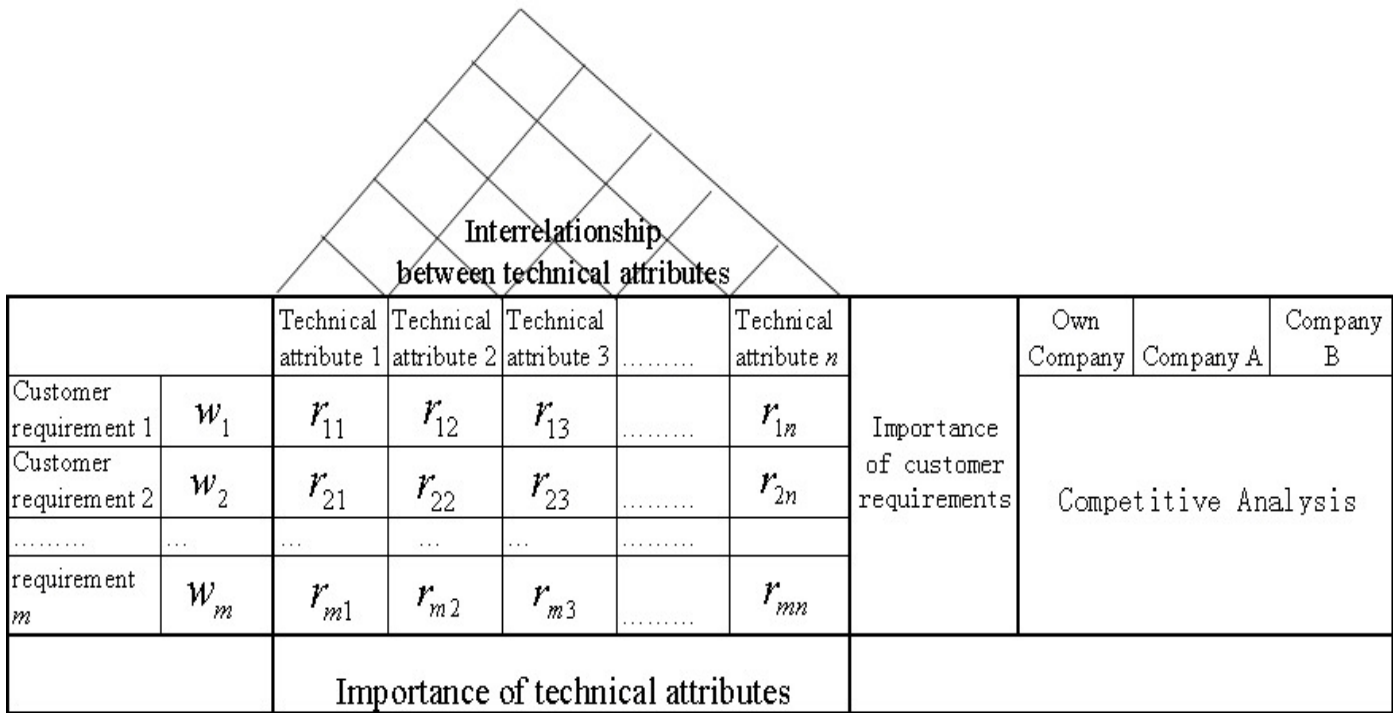 Interrelationship
between technical attributes
Technical attribute 1
Technical attribute 2
Technical attribute 3
.........
Technical attribute n
Own Company
Company A
Company B
Customer requirement 1
w1
r11
r12
r13
.........
r1n
Importance of customer requirements
Customer requirement 2
w2
r21
r22
r23
.........
r2n
Competitive Analysis
.........
...
...
...
...
.........
requirement m
wm
rm1
rm2
rm3
.........
rmn
Importance of technical attributes